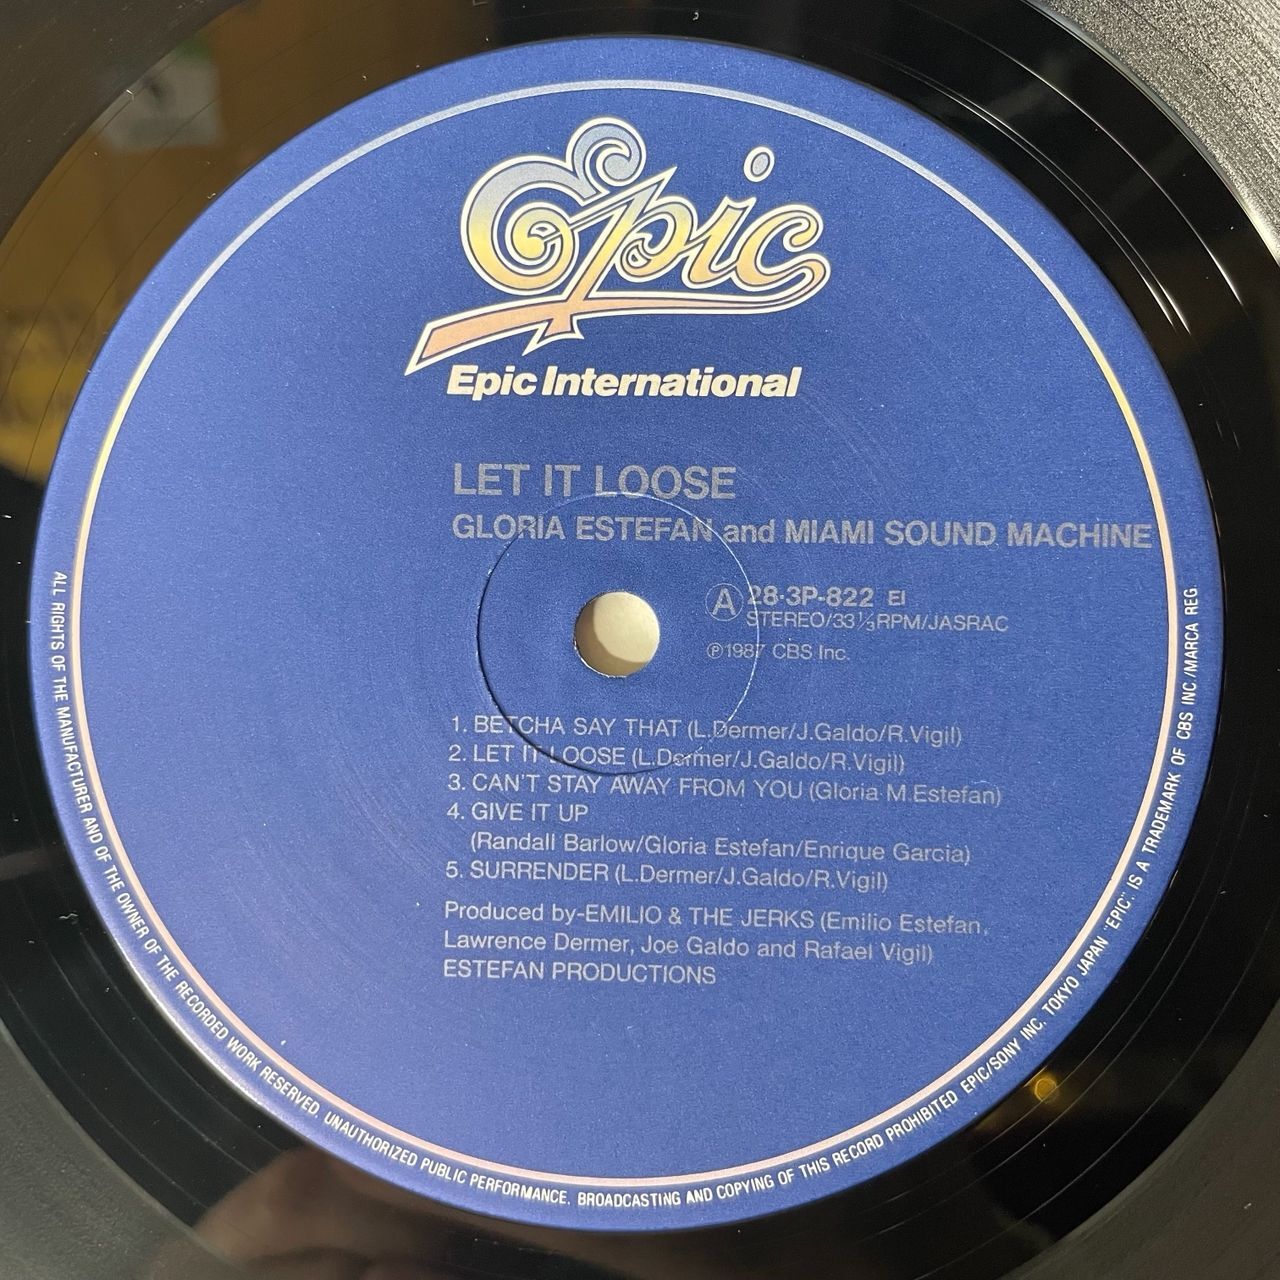 Epic
Epic International
LET IT LOOSE
GLORIA ESTEFAN and MIAMI SOUND MACHINE
Ⓐ 28·3P-822 EI
STEREO/33⅓RPM/JASRAC
℗1987 CBS Inc.
1. BETCHA SAY THAT (L.Dermer/J.Galdo/R.Vigil)
2. LET IT LOOSE (L.Dermer/J.Galdo/R.Vigil)
3. CAN'T STAY AWAY FROM YOU (Gloria M.Estefan)
4. GIVE IT UP
(Randall Barlow/Gloria Estefan/Enrique Garcia)
5. SURRENDER (L.Dermer/J.Galdo/R.Vigil)
Produced by-EMILIO & THE JERKS (Emilio Estefan,
Lawrence Dermer, Joe Galdo and Rafael Vigil)
ESTEFAN PRODUCTIONS
ALL RIGHTS OF THE MANUFACTURER AND OF THE OWNER OF THE RECORDED WORK RESERVED. UNAUTHORIZED PUBLIC PERFORMANCE, BROADCASTING AND COPYING OF THIS RECORD PROHIBITED EPIC/SONY INC. TOKYO JAPAN "EPIC". IS A TRADEMARK OF CBS INC./MARCA REG